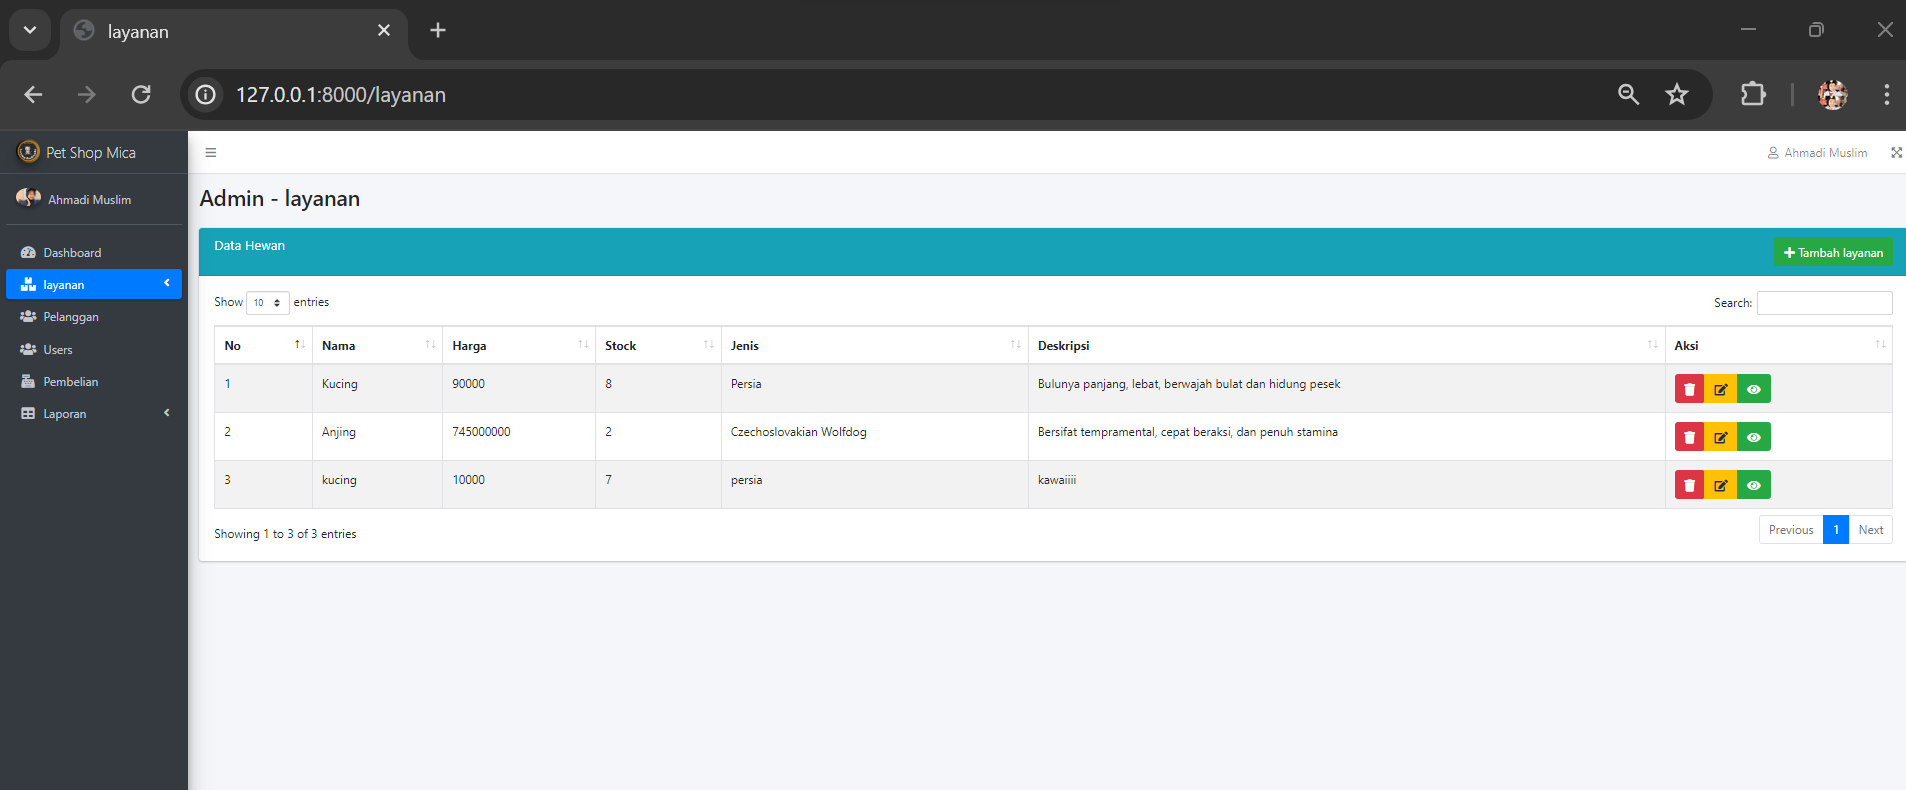 layanan
127.0.0.1:8000/layanan
Pet Shop Mica
Ahmadi Muslim
Ahmadi Muslim
Admin - layanan
Dashboard
layanan
Pelanggan
Users
Pembelian
Laporan
Data Hewan
Tambah layanan
Show 10 entries
Search:
No Nama Harga Stock Jenis Deskripsi Aksi
1 Kucing 90000 8 Persia Bulunya panjang, lebat, berwajah bulat dan hidung pesek
2 Anjing 745000000 2 Czechoslovakian Wolfdog Bersifat tempramental, cepat beraksi, dan penuh stamina
3 kucing 10000 7 persia kawaiiii
Showing 1 to 3 of 3 entries
Previous 1 Next